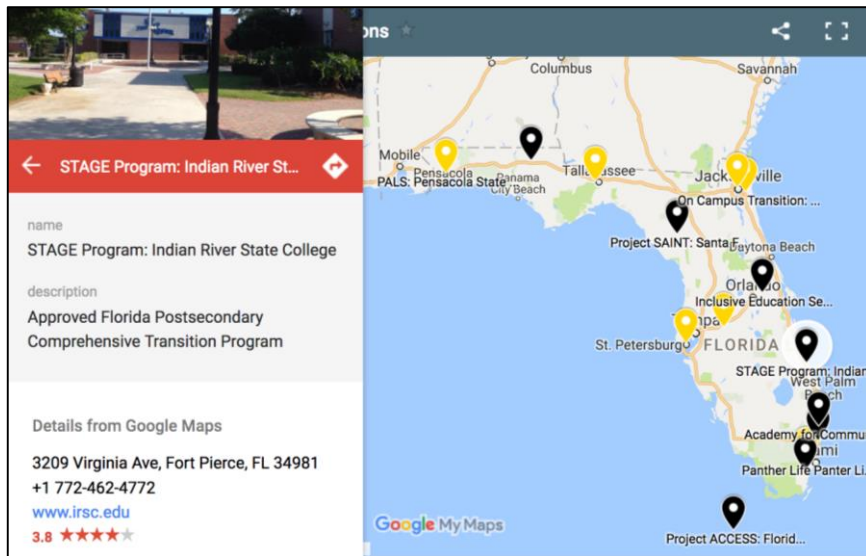 ons
STAGE Program: Indian River St...
name
STAGE Program: Indian River State College
description
Approved Florida Postsecondary
Comprehensive Transition Program
Details from Google Maps
3209 Virginia Ave, Fort Pierce, FL 34981
+1 772-462-4772
www.irsc.edu
3.8
Columbus
Savannah
Mobile
Pensacola
PALS: Pensacola State
Panama
City Beach
On Campus Transition: ...
Project SAINT: Santa F
Daytona Beach
Orlando
Inclusive Education Se...
St. Petersburg
FLORIDA
STAGE Program: Indian
West Palm
Beach
Academy for Commu
Panther Life Panter Li...
Project ACCESS: Florid...
Google My Maps